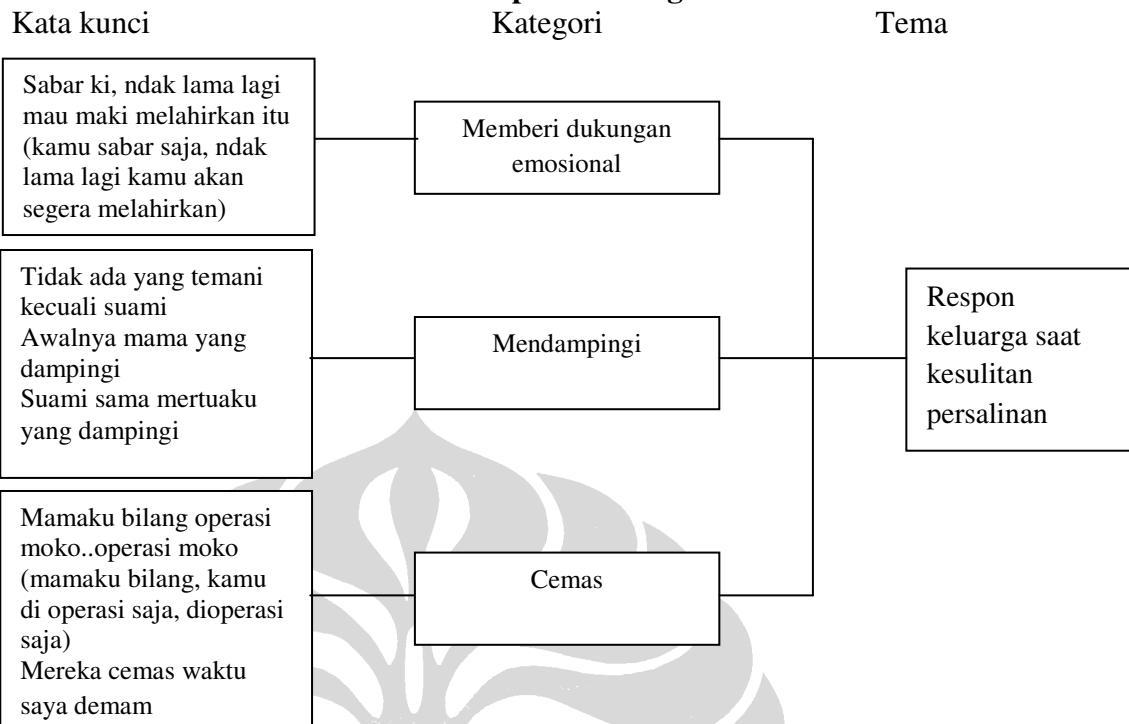 Kata kunci
Kategori
Tema
Sabar ki, ndak lama lagi
mau maki melahirkan itu
(kamu sabar saja, ndak
lama lagi kamu akan
segera melahirkan)
Memberi dukungan
emosional
Tidak ada yang temani
kecuali suami
Awalnya mama yang
dampingi
Suami sama mertuaku
yang dampingi
Mendampingi
Mamaku bilang operasi
moko..operasi moko
(mamaku bilang, kamu
di operasi saja, dioperasi
saja)
Mereka cemas waktu
saya demam
Cemas
Respon
keluarga saat
kesulitan
persalinan